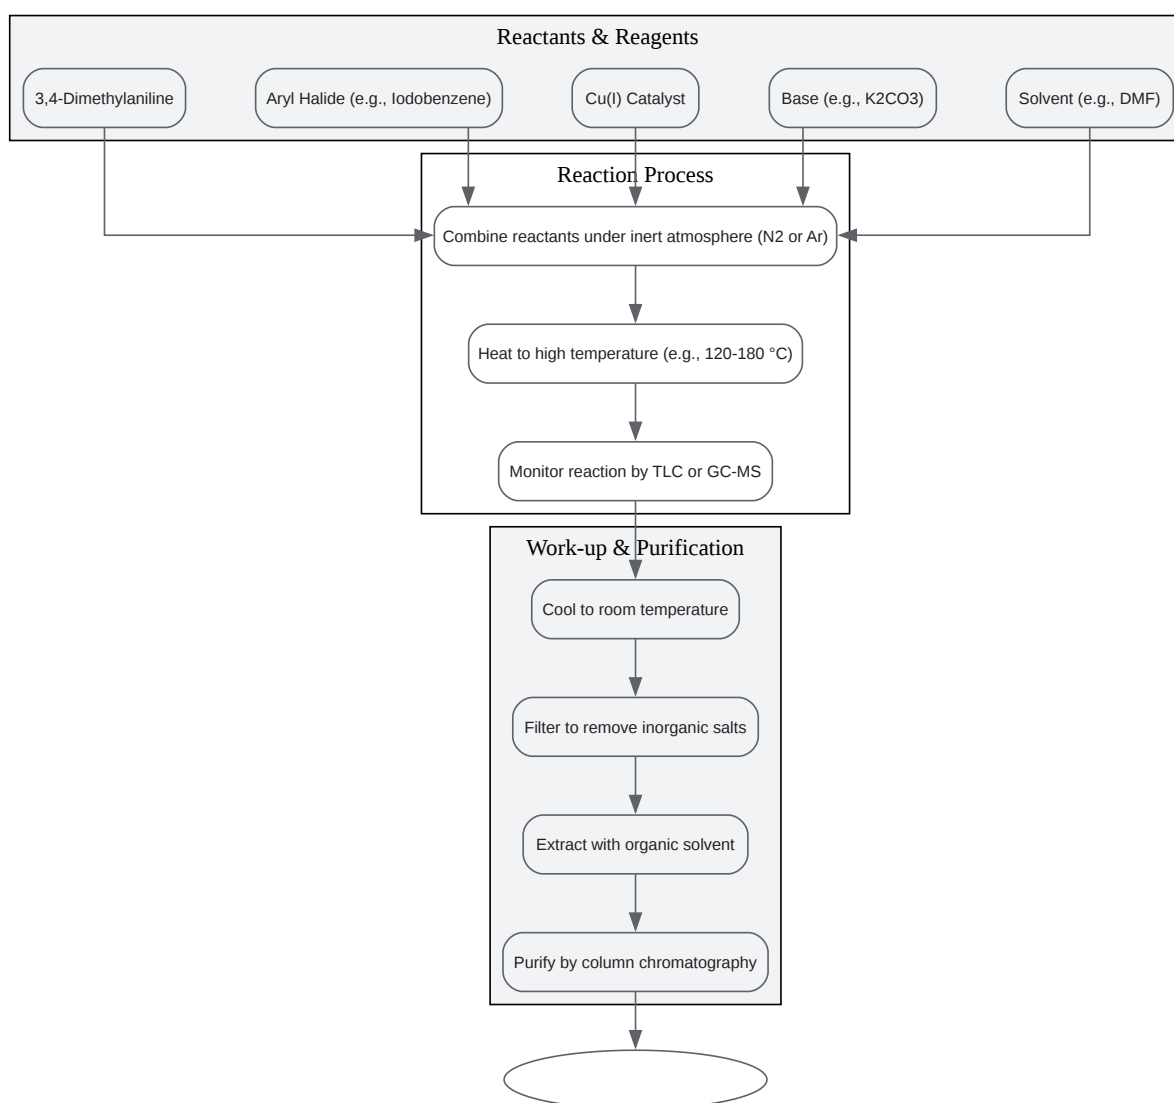 Reactants & Reagents
3,4-Dimethylaniline
Aryl Halide (e.g., Iodobenzene)
Cu(I) Catalyst
Base (e.g., K2CO3)
Solvent (e.g., DMF)
Reaction Process
Combine reactants under inert atmosphere (N2 or Ar)
Heat to high temperature (e.g., 120-180 °C)
Monitor reaction by TLC or GC-MS
Work-up & Purification
Cool to room temperature
Filter to remove inorganic salts
Extract with organic solvent
Purify by column chromatography